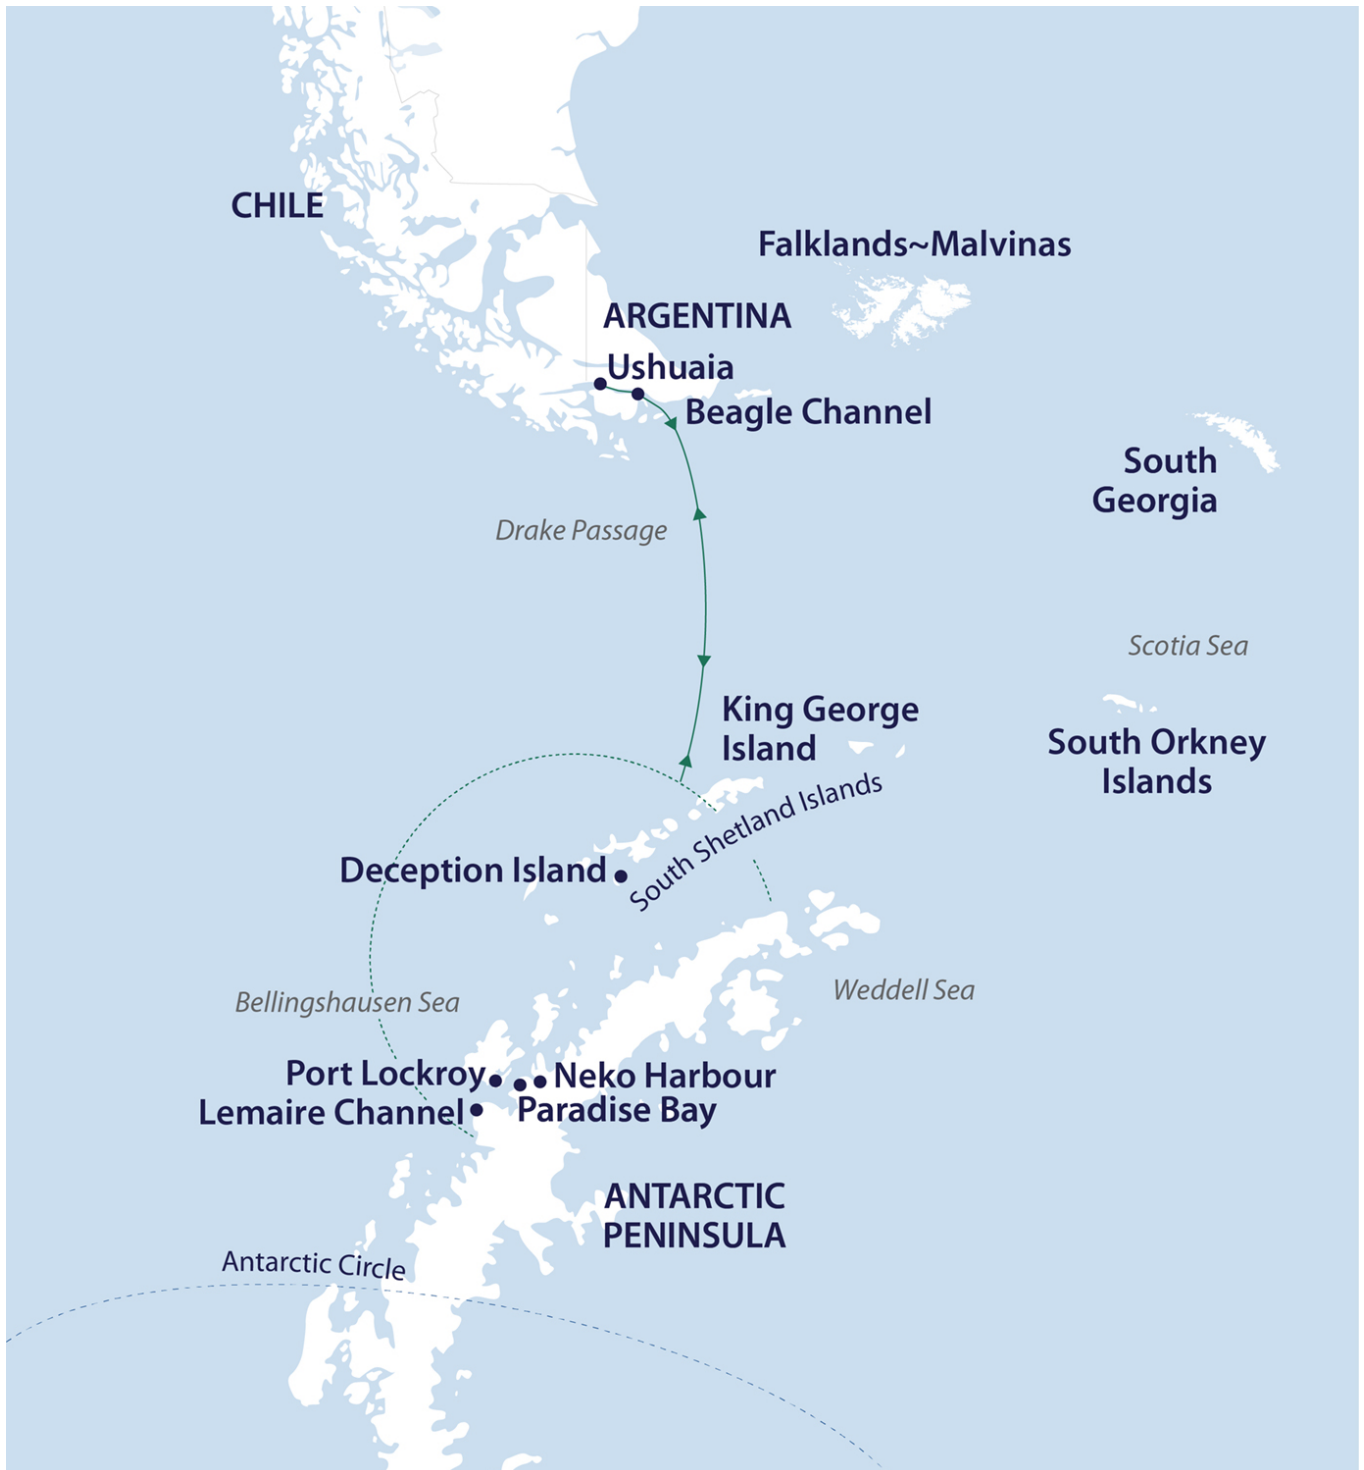 CHILE
Falklands~Malvinas
ARGENTINA
Ushuaia
Beagle Channel
South
Georgia
Drake Passage
Scotia Sea
King George
Island
South Orkney
Islands
South Shetland Islands
Deception Island
Weddell Sea
Bellingshausen Sea
Port Lockroy
Neko Harbour
Lemaire Channel
Paradise Bay
ANTARCTIC
PENINSULA
Antarctic Circle